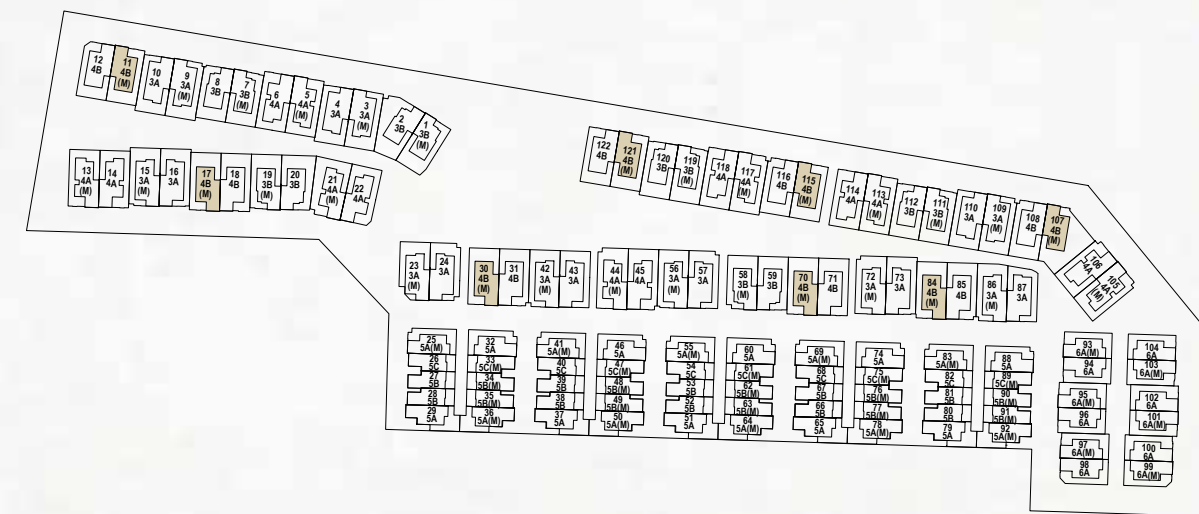 12
4B
11
4B
(M)
10
3A
9
3A
(M)
8
3B
7
3B
(M)
6
4A
5
4A
(M)
4
3A
3
3A
(M)
2
3B
1
3B
(M)
13
4A
(M)
14
4A
15
3A
(M)
16
3A
17
4B
(M)
18
4B
19
3B
(M)
20
3B
21
4A
(M)
22
4A
122
4B
121
4B
(M)
120
3B
119
3B
(M)
118
4A
117
4A
(M)
116
4B
115
4B
(M)
114
4A
113
4A
(M)
112
3B
111
3B
(M)
110
3A
109
3A
(M)
108
4B
107
4B
(M)
106
4A
105
4A
(M)
23
3A
(M)
24
3A
30
4B
(M)
31
4B
42
3A
(M)
43
3A
44
4A
(M)
45
4A
56
3A
(M)
57
3A
58
3B
(M)
59
3B
70
4B
(M)
71
4B
72
3A
(M)
73
3A
84
4B
(M)
85
4B
86
3A
(M)
87
3A
25
5A(M)
26
5C
27
5B
28
5B
29
5A
32
5A
33
5C(M)
34
5B(M)
35
5B(M)
36
5A(M)
41
5A(M)
40
5C
39
5B
38
5B
37
5A
46
5A
47
5C(M)
48
5B(M)
49
5B(M)
50
5A(M)
55
5A(M)
54
5C
53
5B
52
5B
51
5A
60
5A
61
5C(M)
62
5B(M)
63
5B(M)
64
5A(M)
69
5A(M)
68
5C
67
5B
66
5B
65
5A
74
5A
75
5C(M)
76
5B(M)
77
5B(M)
78
5A(M)
83
5A(M)
82
5C
81
5B
80
5B
79
5A
88
5A
89
5C(M)
90
5B(M)
91
5B(M)
92
5A(M)
93
6A(M)
94
6A
95
6A(M)
96
6A
97
6A(M)
98
6A
104
6A
103
6A(M)
102
6A
101
6A(M)
100
6A
99
6A(M)